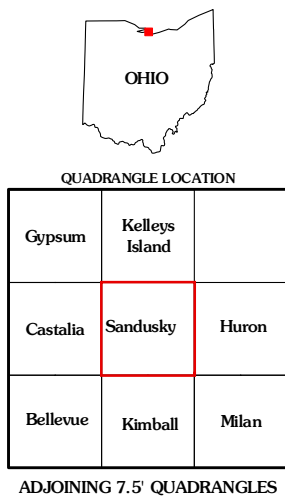 OHIO
QUADRANGLE LOCATION
Gypsum
Kelleys
Island
Castalia
Sandusky
Huron
Bellevue
Kimball
Milan
ADJOINING 7.5' QUADRANGLES